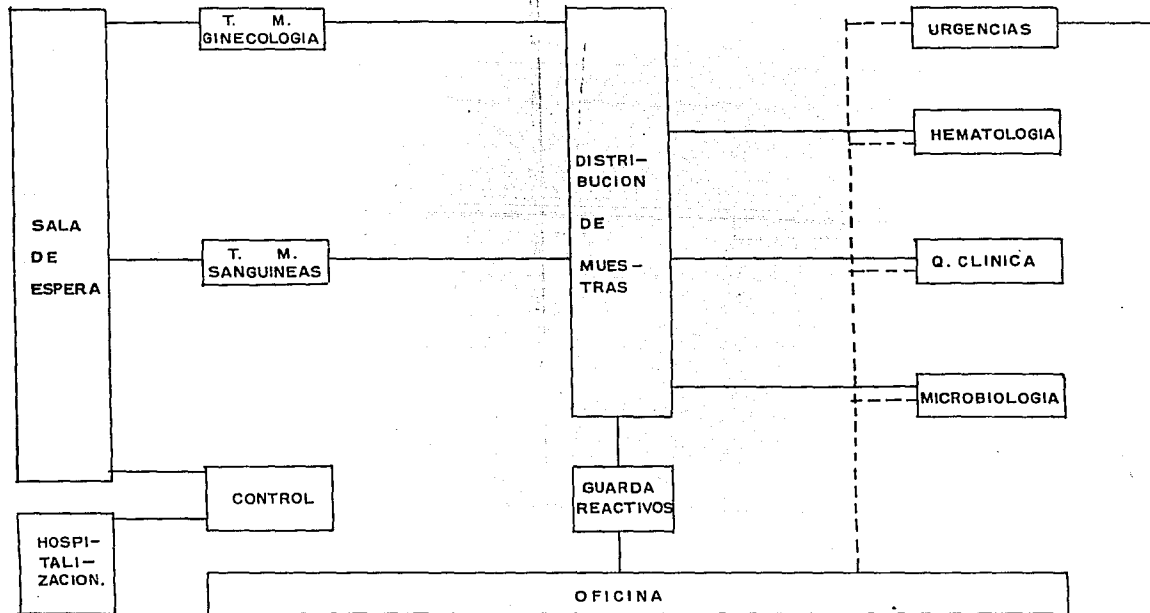 T. M.
GINECOLOGIA
URGENCIAS
HEMATOLOGIA
DISTRI-
BUCION
DE
MUES-
TRAS
SALA
DE
ESPERA
T. M.
SANGUINEAS
Q. CLINICA
MICROBIOLOGIA
CONTROL
GUARDA
REACTIVOS
HOSPI-
TALI-
ZACION.
OFICINA